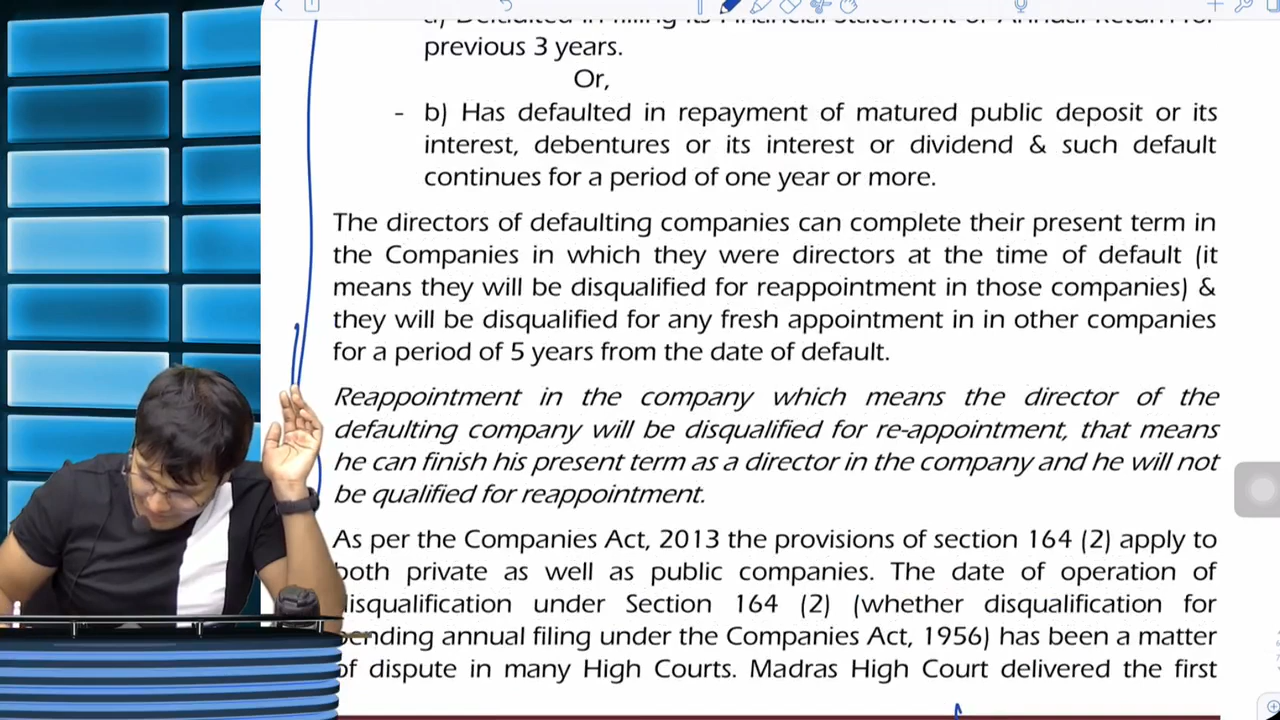 previous 3 years.
Or,
- b) Has defaulted in repayment of matured public deposit or its
interest, debentures or its interest or dividend & such default
continues for a period of one year or more.
The directors of defaulting companies can complete their present term in
the Companies in which they were directors at the time of default (it
means they will be disqualified for reappointment in those companies) &
they will be disqualified for any fresh appointment in in other companies
for a period of 5 years from the date of default.
Reappointment in the company which means the director of the
defaulting company will be disqualified for re-appointment, that means
he can finish his present term as a director in the company and he will not
be qualified for reappointment.
As per the Companies Act, 2013 the provisions of section 164 (2) apply to
both private as well as public companies. The date of operation of
disqualification under Section 164 (2) (whether disqualification for
pending annual filing under the Companies Act, 1956) has been a matter
of dispute in many High Courts. Madras High Court delivered the first